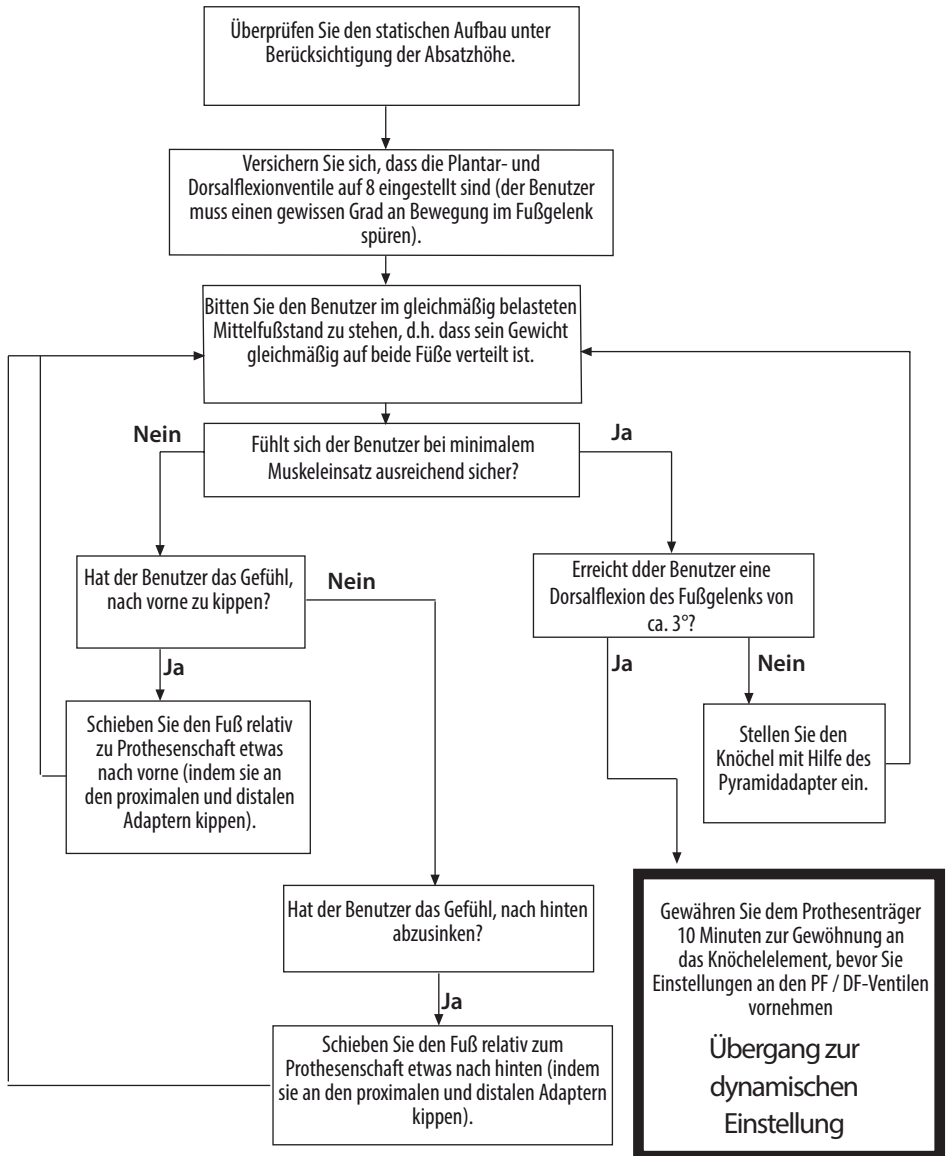 Überprüfen Sie den statischen Aufbau unter
Berücksichtigung der Absatzhöhe.
Versichern Sie sich, dass die Plantar- und
Dorsalflexionventile auf 8 eingestellt sind (der Benutzer
muss einen gewissen Grad an Bewegung im Fußgelenk
spüren).
Bitten Sie den Benutzer im gleichmäßig belasteten
Mittelfußstand zu stehen, d.h. dass sein Gewicht
gleichmäßig auf beide Füße verteilt ist.
Nein
Fühlt sich der Benutzer bei minimalem
Muskeleinsatz ausreichend sicher?
Ja
Hat der Benutzer das Gefühl,
nach vorne zu kippen?
Nein
Ja
Schieben Sie den Fuß relativ
zu Prothesenschaft etwas
nach vorne (indem sie an
den proximalen und distalen
Adaptern kippen).
Erreicht dder Benutzer eine
Dorsalflexion des Fußgelenks von
ca. 3°?
Ja
Nein
Stellen Sie den
Knöchel mit Hilfe des
Pyramidadapter ein.
Hat der Benutzer das Gefühl, nach hinten
abzusinken?
Ja
Schieben Sie den Fuß relativ zum
Prothesenschaft etwas nach hinten (indem
sie an den proximalen und distalen Adaptern
kippen).
Gewähren Sie dem Prothesenträger
10 Minuten zur Gewöhnung an
das Knöchelelement, bevor Sie
Einstellungen an den PF / DF-Ventilen
vornehmen
Übergang zur
dynamischen
Einstellung